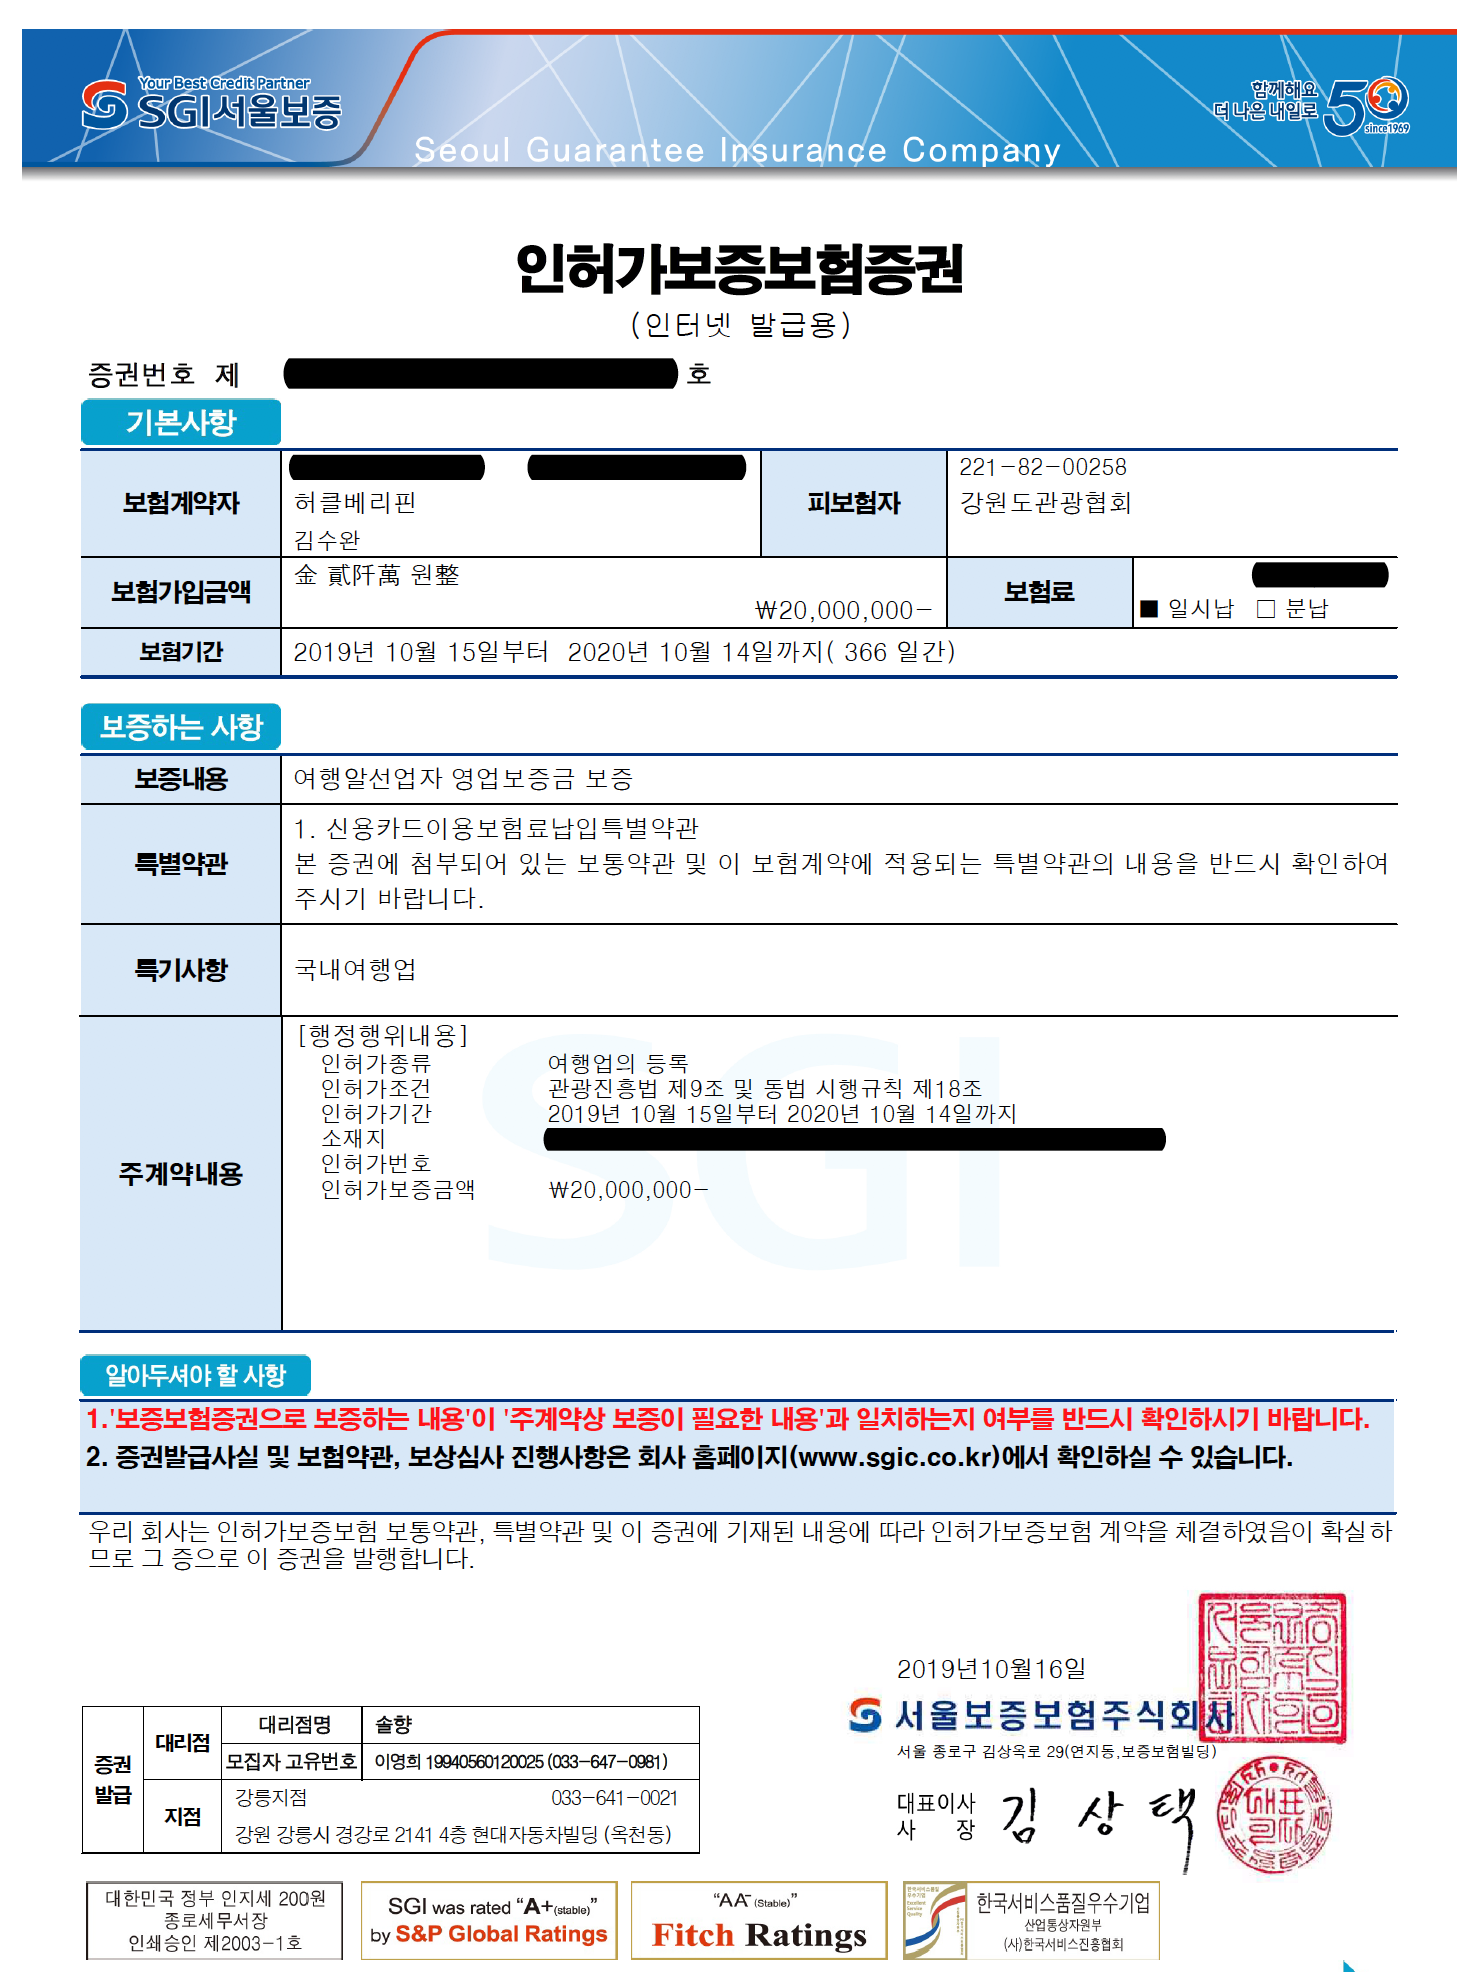 Your Best Credit Partner
SGI서울보증
함께해요
더 나은 내일로
50
since1969
Seoul Guarantee Insurance Company
인허가보증보험증권
(인터넷 발급용)
증권번호 제 호
기본사항
보험계약자
허클베리핀
김수완
피보험자
221-82-00258
강원도관광협회
보험가입금액
金 貳阡萬 원整
₩20,000,000-
보험료
■ 일시납 □ 분납
보험기간
2019년 10월 15일부터 2020년 10월 14일까지( 366 일간)
보증하는 사항
보증내용
여행알선업자 영업보증금 보증
특별약관
1. 신용카드이용보험료납입특별약관
본 증권에 첨부되어 있는 보통약관 및 이 보험계약에 적용되는 특별약관의 내용을 반드시 확인하여
주시기 바랍니다.
특기사항
국내여행업
주계약내용
[행정행위내용]
인허가종류 여행업의 등록
인허가조건 관광진흥법 제9조 및 동법 시행규칙 제18조
인허가기간 2019년 10월 15일부터 2020년 10월 14일까지
소재지
인허가번호
인허가보증금액 ₩20,000,000-
SGI
알아두셔야 할 사항
1.'보증보험증권으로 보증하는 내용'이 '주계약상 보증이 필요한 내용'과 일치하는지 여부를 반드시 확인하시기 바랍니다.
2. 증권발급사실 및 보험약관, 보상심사 진행사항은 회사 홈페이지(www.sgic.co.kr)에서 확인하실 수 있습니다.
우리 회사는 인허가보증보험 보통약관, 특별약관 및 이 증권에 기재된 내용에 따라 인허가보증보험 계약을 체결하였음이 확실하
므로 그 증으로 이 증권을 발행합니다.
2019년10월16일
서울보증보험주식회사
서울 종로구 김상옥로 29(연지동,보증보험빌딩)
대표이사
사 장
김 상 택
증권
발급
대리점
대리점명 솔향
모집자 고유번호 이영희 19940560120025 (033-647-0981)
지점
강릉지점 033-641-0021
강원 강릉시 경강로 2141 4층 현대자동차빌딩 (옥천동)
대한민국 정부 인지세 200원
종로세무서장
인쇄승인 제2003-1호
SGI was rated “A+(stable)”
by S&P Global Ratings
“AA- (Stable)”
Fitch Ratings
한국서비스품질
우수기업
Excellent
Service
Quality
한국서비스품질우수기업
산업통상자원부
(사)한국서비스진흥협회